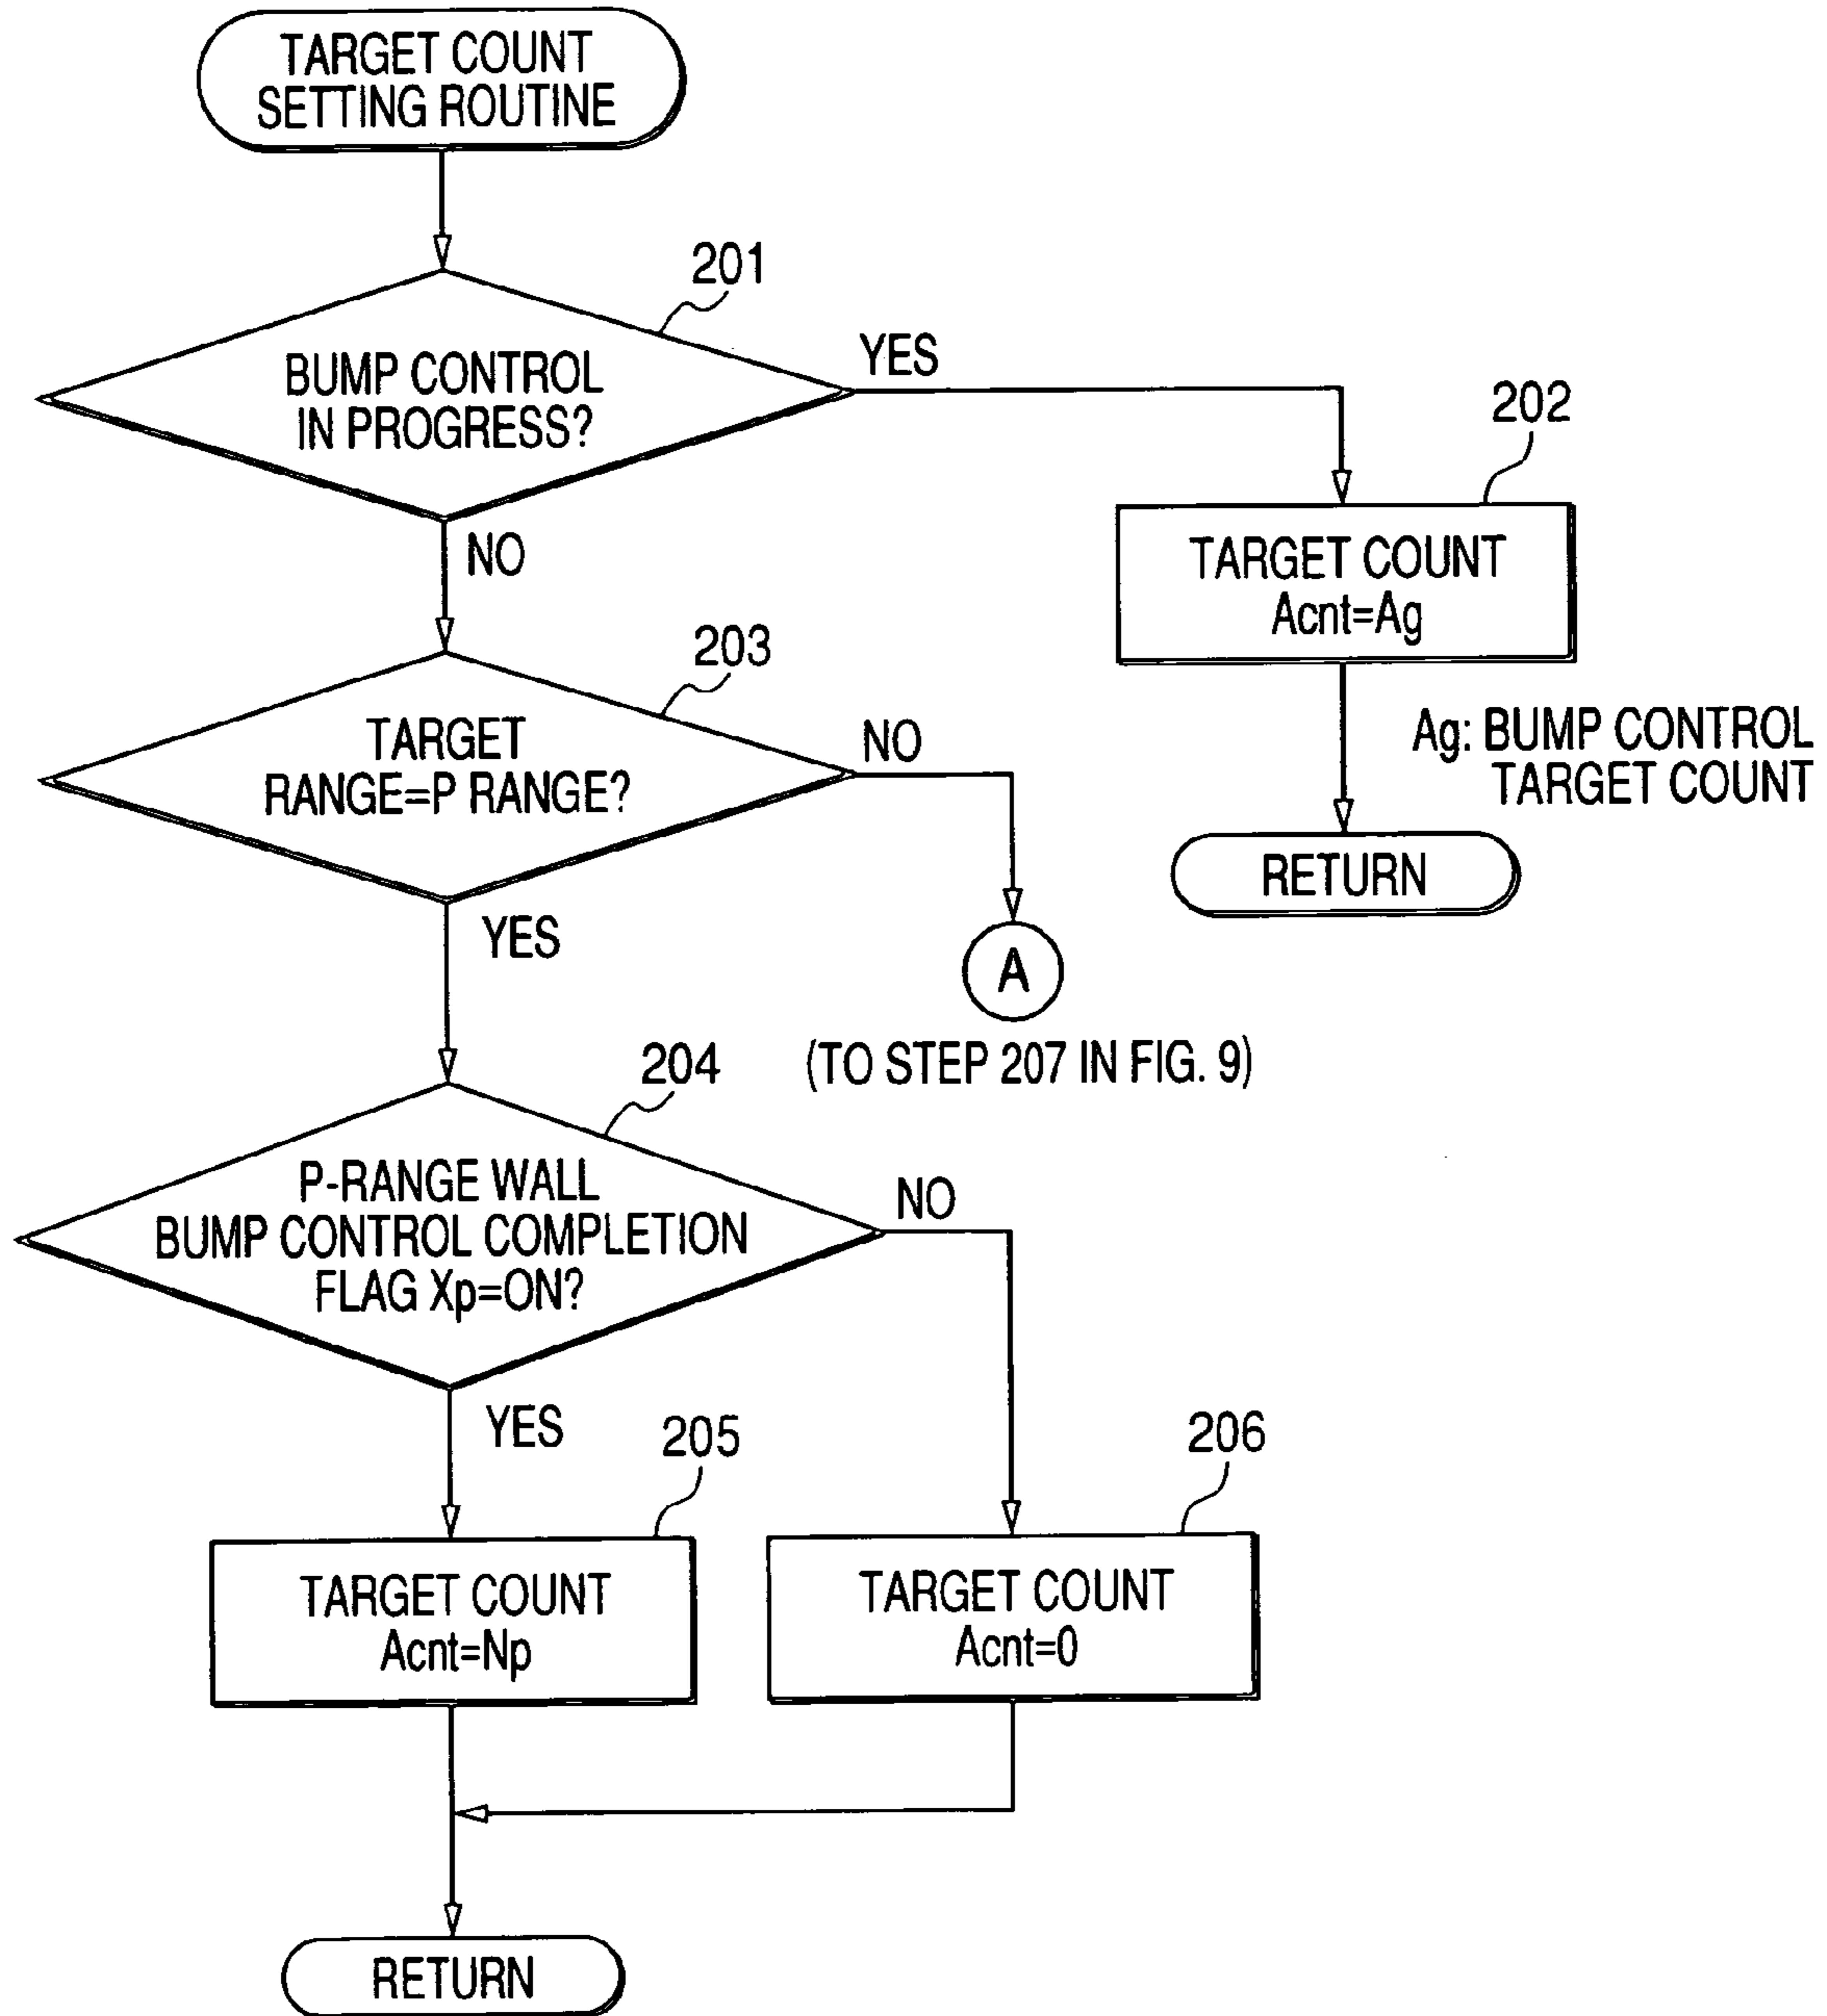 TARGET COUNT
SETTING ROUTINE
201
BUMP CONTROL
IN PROGRESS?
YES
NO
202
TARGET COUNT
Acnt=Ag
Ag: BUMP CONTROL
TARGET COUNT
RETURN
203
TARGET
RANGE=P RANGE?
NO
YES
A
(TO STEP 207 IN FIG. 9)
204
P-RANGE WALL
BUMP CONTROL COMPLETION
FLAG Xp=ON?
NO
YES
205
TARGET COUNT
Acnt=Np
206
TARGET COUNT
Acnt=0
RETURN